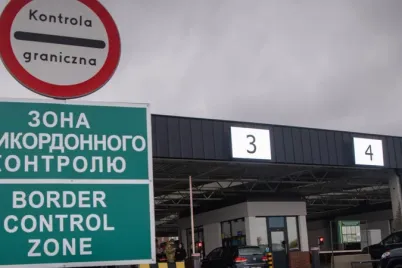 Kontrola
graniczna
ЗОНА
ИКОРДОННОГО
КОНТРОЛЮ
BORDER
CONTROL
ZONE
3
4